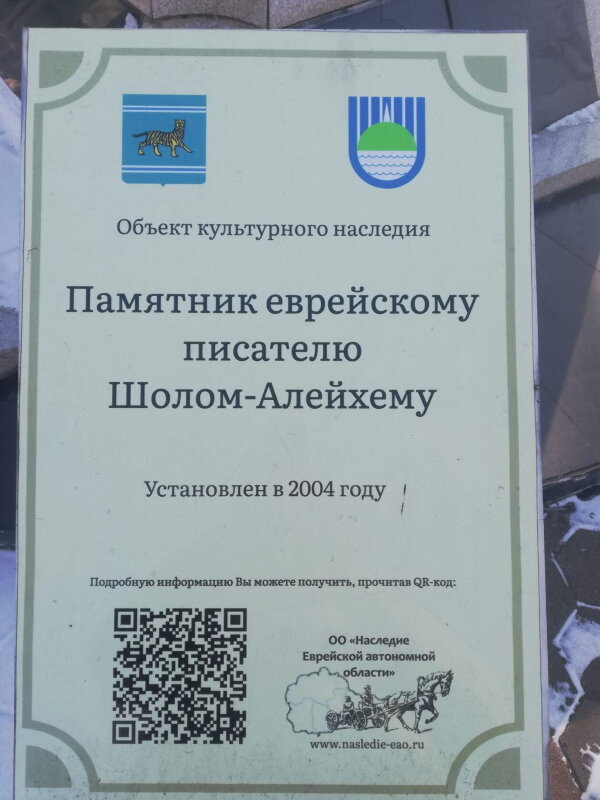 Объект культурного наследия
Памятник еврейскому
писателю
Шолом-Алейхему
Установлен в 2004 году
Подробную информацию Вы можете получить, прочитав QR-код:
ОО «Наследие
Еврейской автономной
области»
www.nasledie-eao.ru